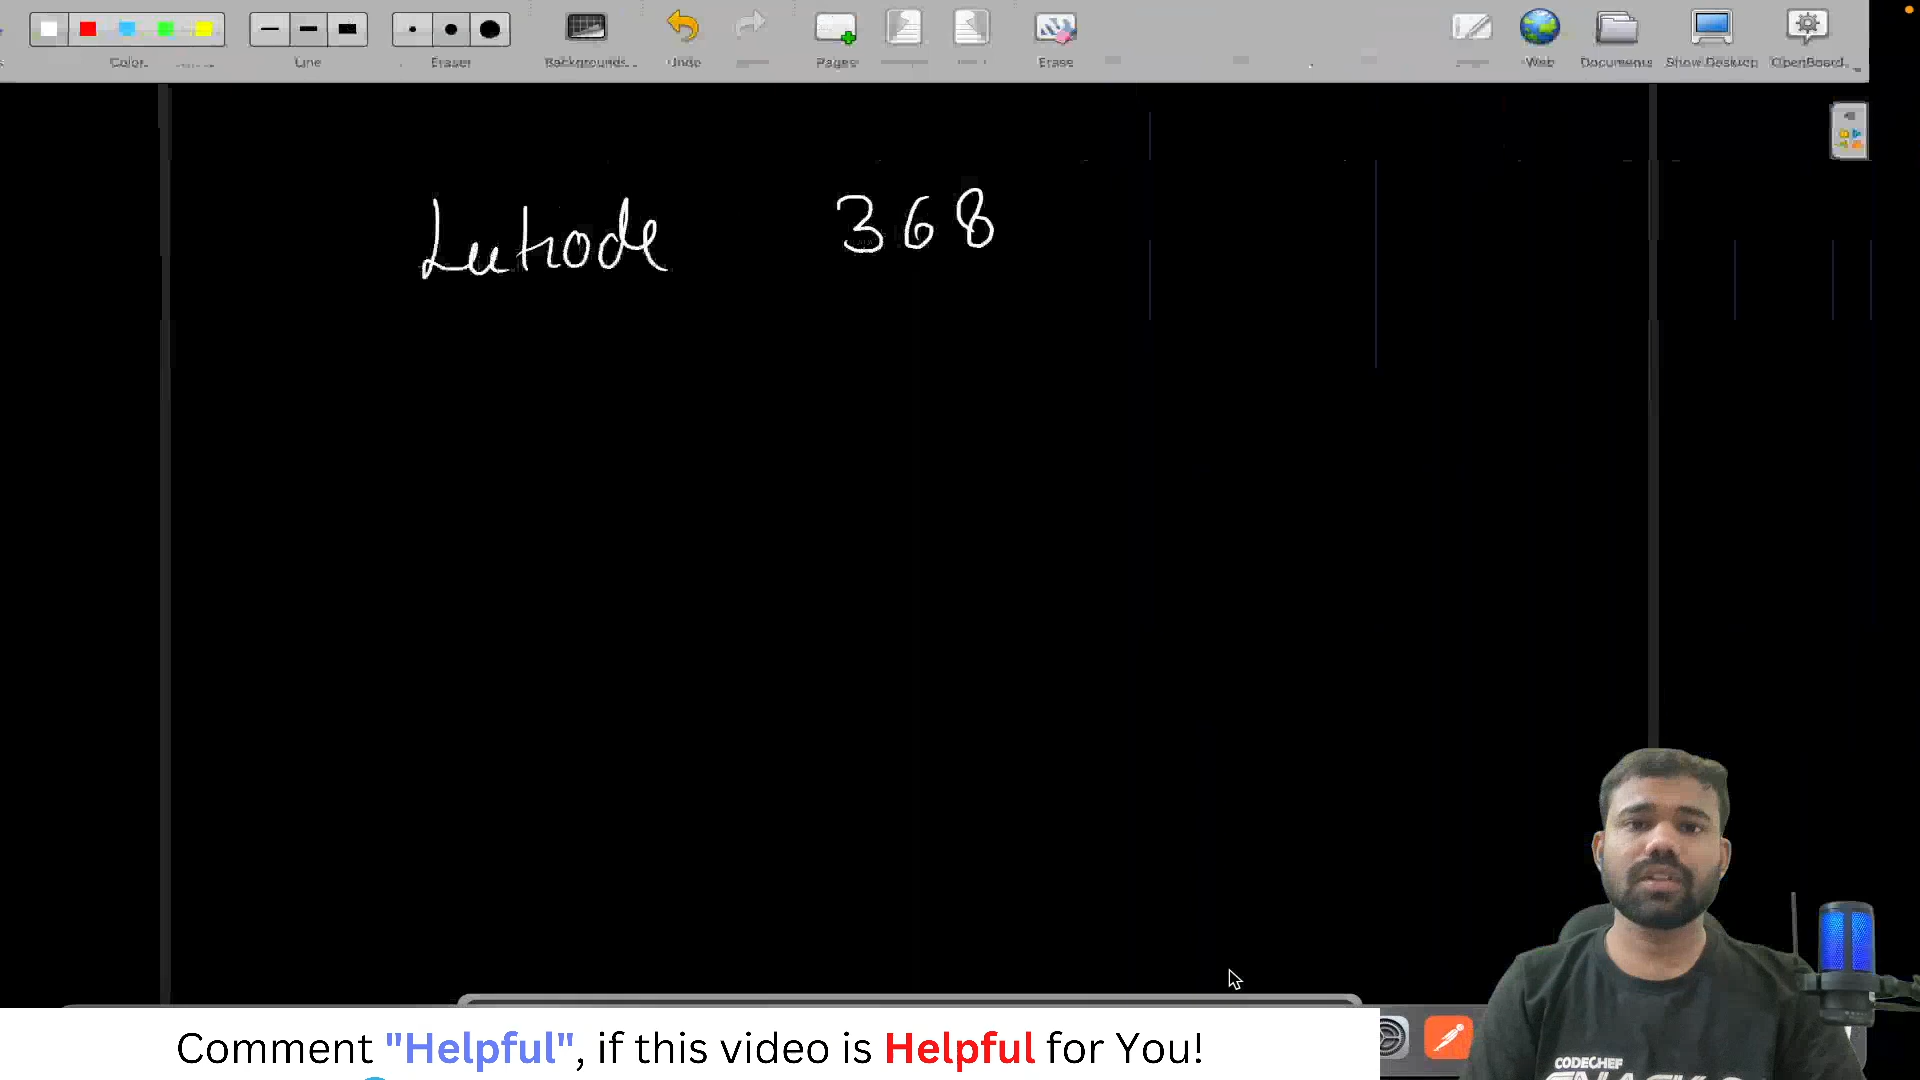 Color
Line
Eraser
Backgrounds
Undo
Pages
Erase
Web
Documents
Show Desktop
OpenBoard
Leetcode 368
CODECHEF
Comment "Helpful", if this video is Helpful for You!